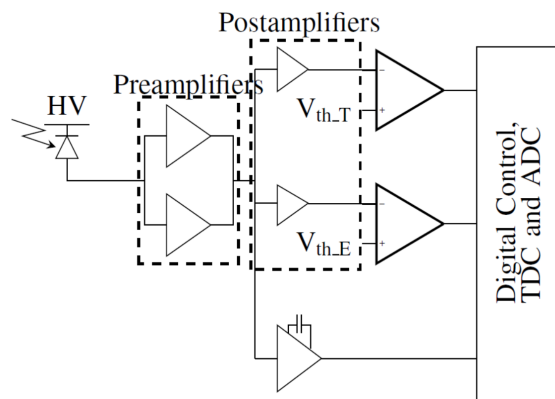 Postamplifiers
Preamplifiers
HV
−
V_th_T
+
−
V_th_E
+
Digital Control,
TDC and ADC